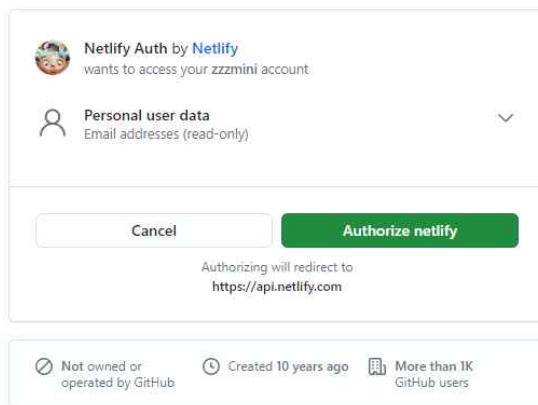 Netlify Auth by Netlify
wants to access your zzzmini account
Personal user data
Email addresses (read-only)
Cancel
Authorize netlify
Authorizing will redirect to
https://api.netlify.com
Not owned or
operated by GitHub
Created 10 years ago
More than 1K
GitHub users